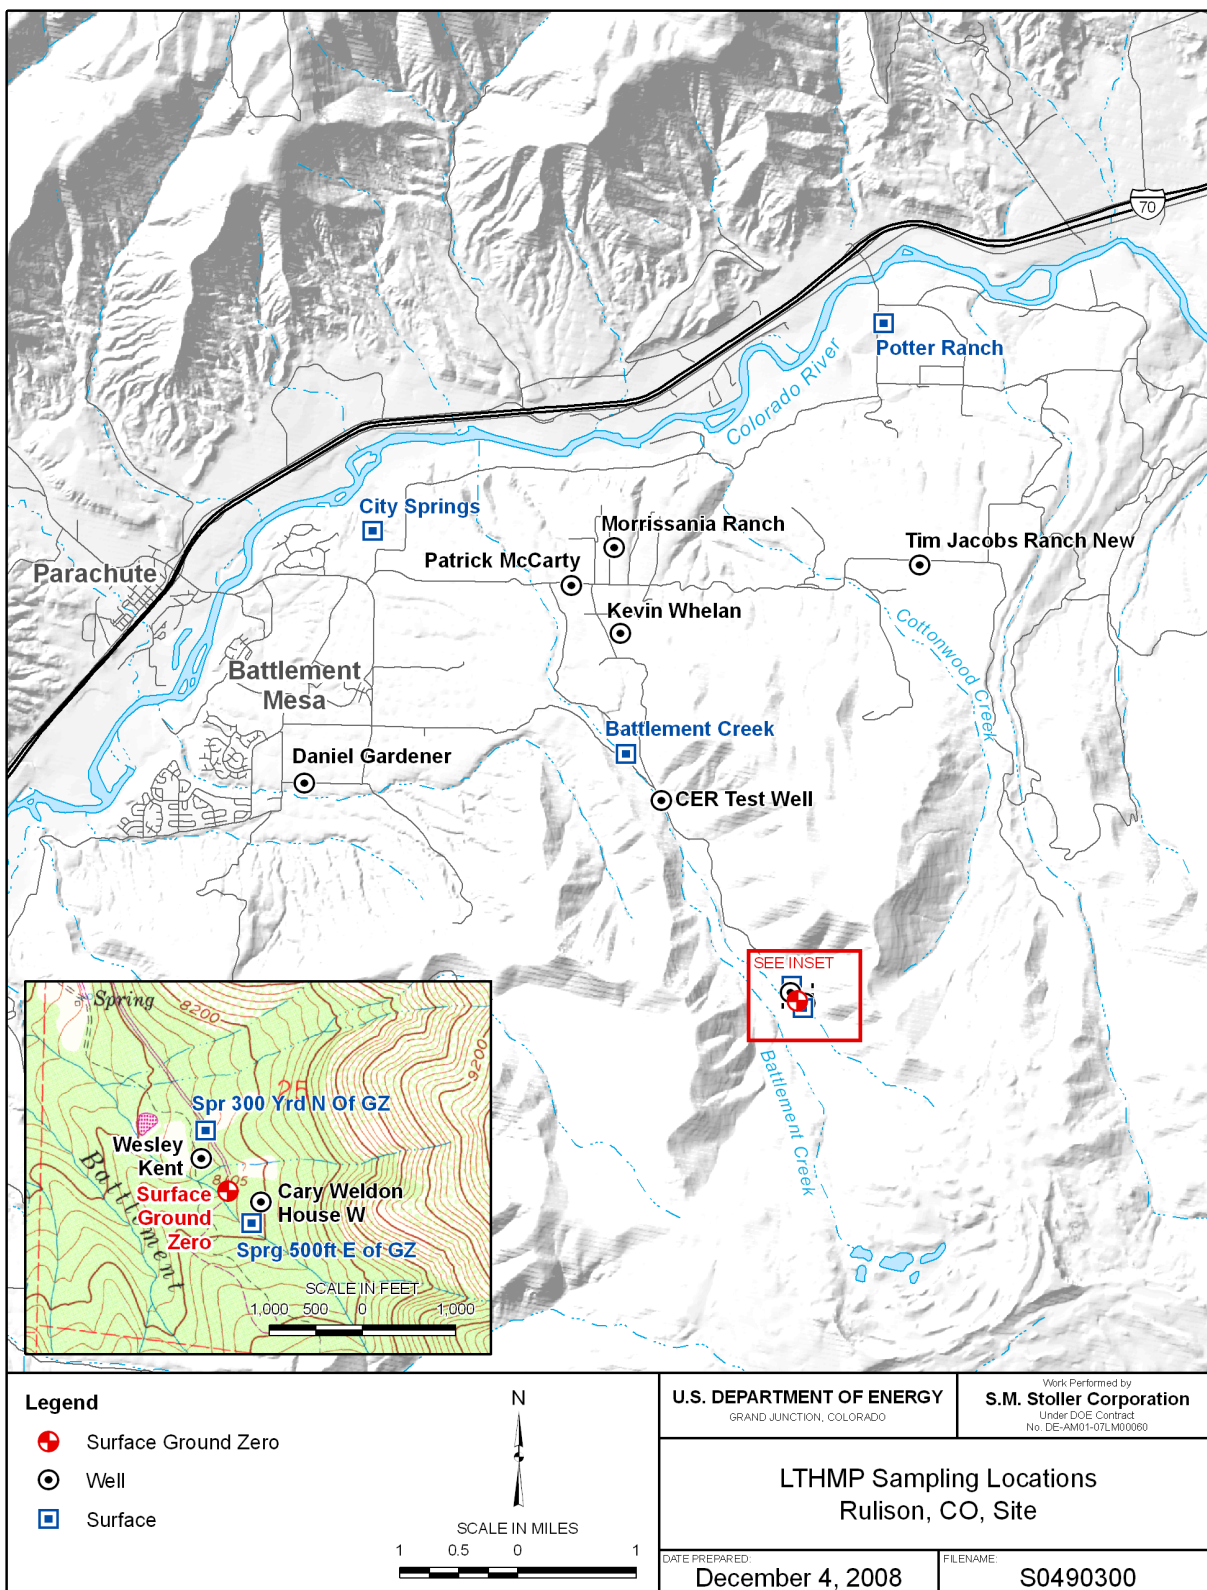 70
Potter Ranch
Colorado River
City Springs
Morrissania Ranch
Tim Jacobs Ranch New
Patrick McCarty
Parachute
Kevin Whelan
Cottonwood Creek
Battlement
Mesa
Battlement Creek
Daniel Gardener
CER Test Well
SEE INSET
Battlement Creek
Spring
8200
9200
25
Spr 300 Yrd N Of GZ
Wesley
Kent
8405
Surface
Ground
Zero
Cary Weldon
House W
Battlement
Sprg 500ft E of GZ
SCALE IN FEET
1,000 500 0 1,000
Legend
Surface Ground Zero
Well
Surface
N
SCALE IN MILES
1 0.5 0 1
U.S. DEPARTMENT OF ENERGY
GRAND JUNCTION, COLORADO
Work Performed by
S.M. Stoller Corporation
Under DOE Contract
No. DE-AM01-07LM00060
LTHMP Sampling Locations
Rulison, CO, Site
DATE PREPARED:
December 4, 2008
FILENAME:
S0490300